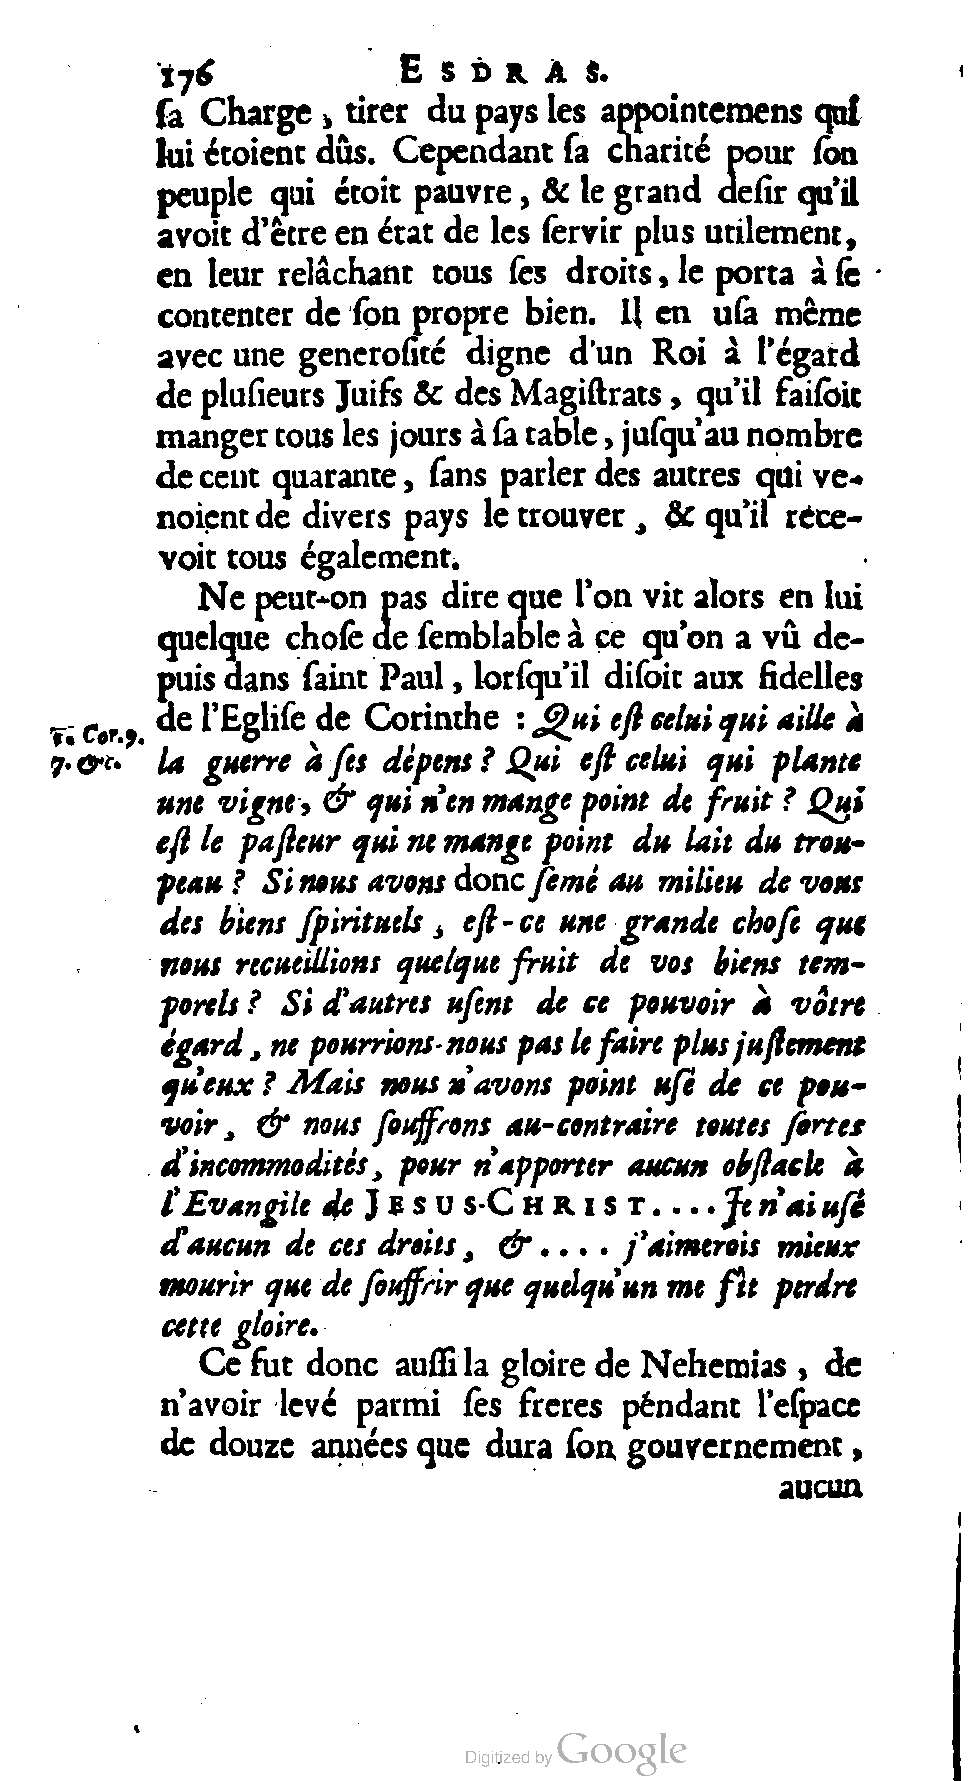 176 ESDRAS.
ſa Charge, tirer du pays les appointemens qui
lui étoient dûs. Cependant ſa charité pour ſon
peuple qui étoit pauvre, & le grand deſir qu'il
avoit d'être en état de les ſervir plus utilement,
en leur relâchant tous ſes droits, le porta à ſe
contenter de ſon propre bien. Il en uſa même
avec une generoſité digne d'un Roi à l'égard
de pluſieurs Juifs & des Magiſtrats, qu'il faiſoit
manger tous les jours à ſa table, juſqu'au nombre
de cent quarante, ſans parler des autres qui ve-
noient de divers pays le trouver, & qu'il rece-
voit tous également.
Ne peut-on pas dire que l'on vit alors en lui
quelque choſe de ſemblable à ce qu'on a vû de-
puis dans ſaint Paul, lorſqu'il diſoit aux fidelles
de l'Egliſe de Corinthe : Qui eſt celui qui aille à
1. Cor. 9.
7. &c.
la guerre à ſes dépens ? Qui eſt celui qui plante
une vigne, & qui n'en mange point de fruit ? Qui
eſt le paſteur qui ne mange point du lait du trou-
peau ? Si nous avons donc ſemé au milieu de vous
des biens ſpirituels, eſt-ce une grande choſe que
nous recueillions quelque fruit de vos biens tem-
porels ? Si d'autres uſent de ce pouvoir à vôtre
égard, ne pourrions-nous pas le faire plus juſtement
qu'eux ? Mais nous n'avons point uſé de ce pou-
voir, & nous ſouffrons au-contraire toutes ſortes
d'incommodités, pour n'apporter aucun obſtacle à
l'Evangile de JESUS-CHRIST.... Je n'ai uſé
d'aucun de ces droits, &.... j'aimerois mieux
mourir que de ſouffrir que quelqu'un me fît perdre
cette gloire.
Ce fut donc auſſi la gloire de Nehemias, de
n'avoir levé parmi ſes freres pendant l'eſpace
de douze années que dura ſon gouvernement,
aucun
Digitized by Google